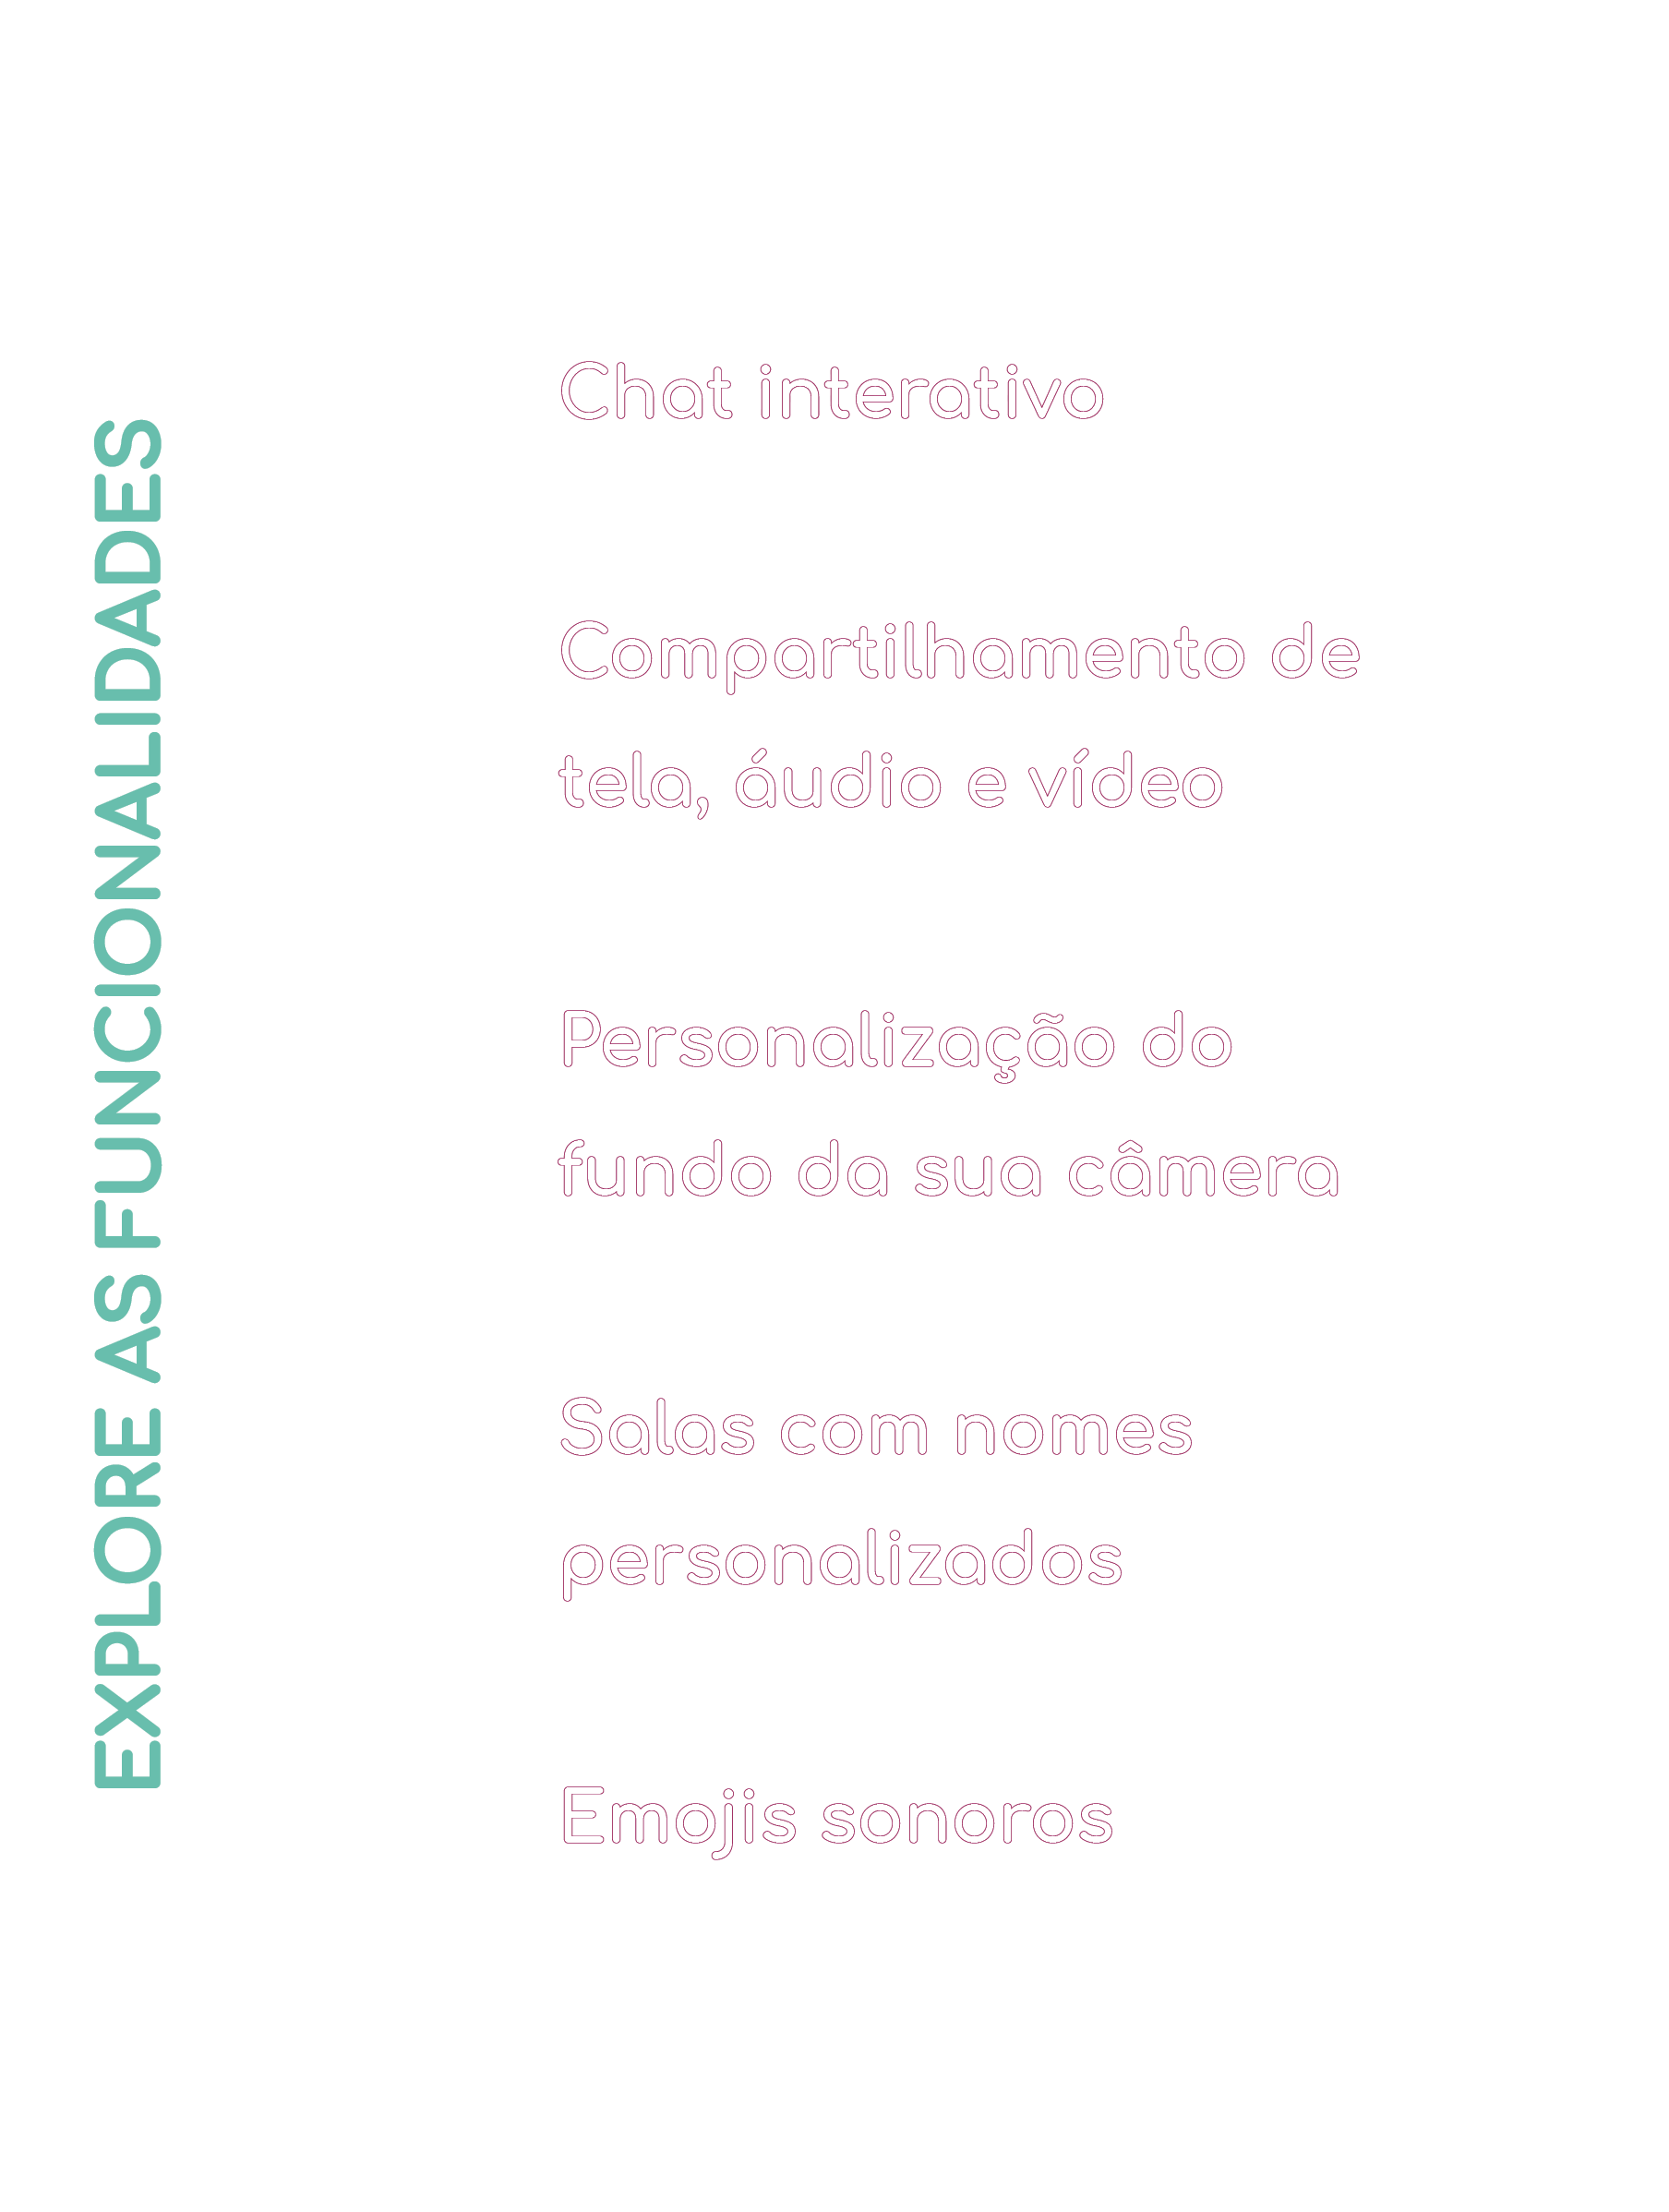 EXPLORE AS FUNCIONALIDADES
Chat interativo
Compartilhamento de
tela, áudio e vídeo
Personalização do
fundo da sua câmera
Salas com nomes
personalizados
Emojis sonoros